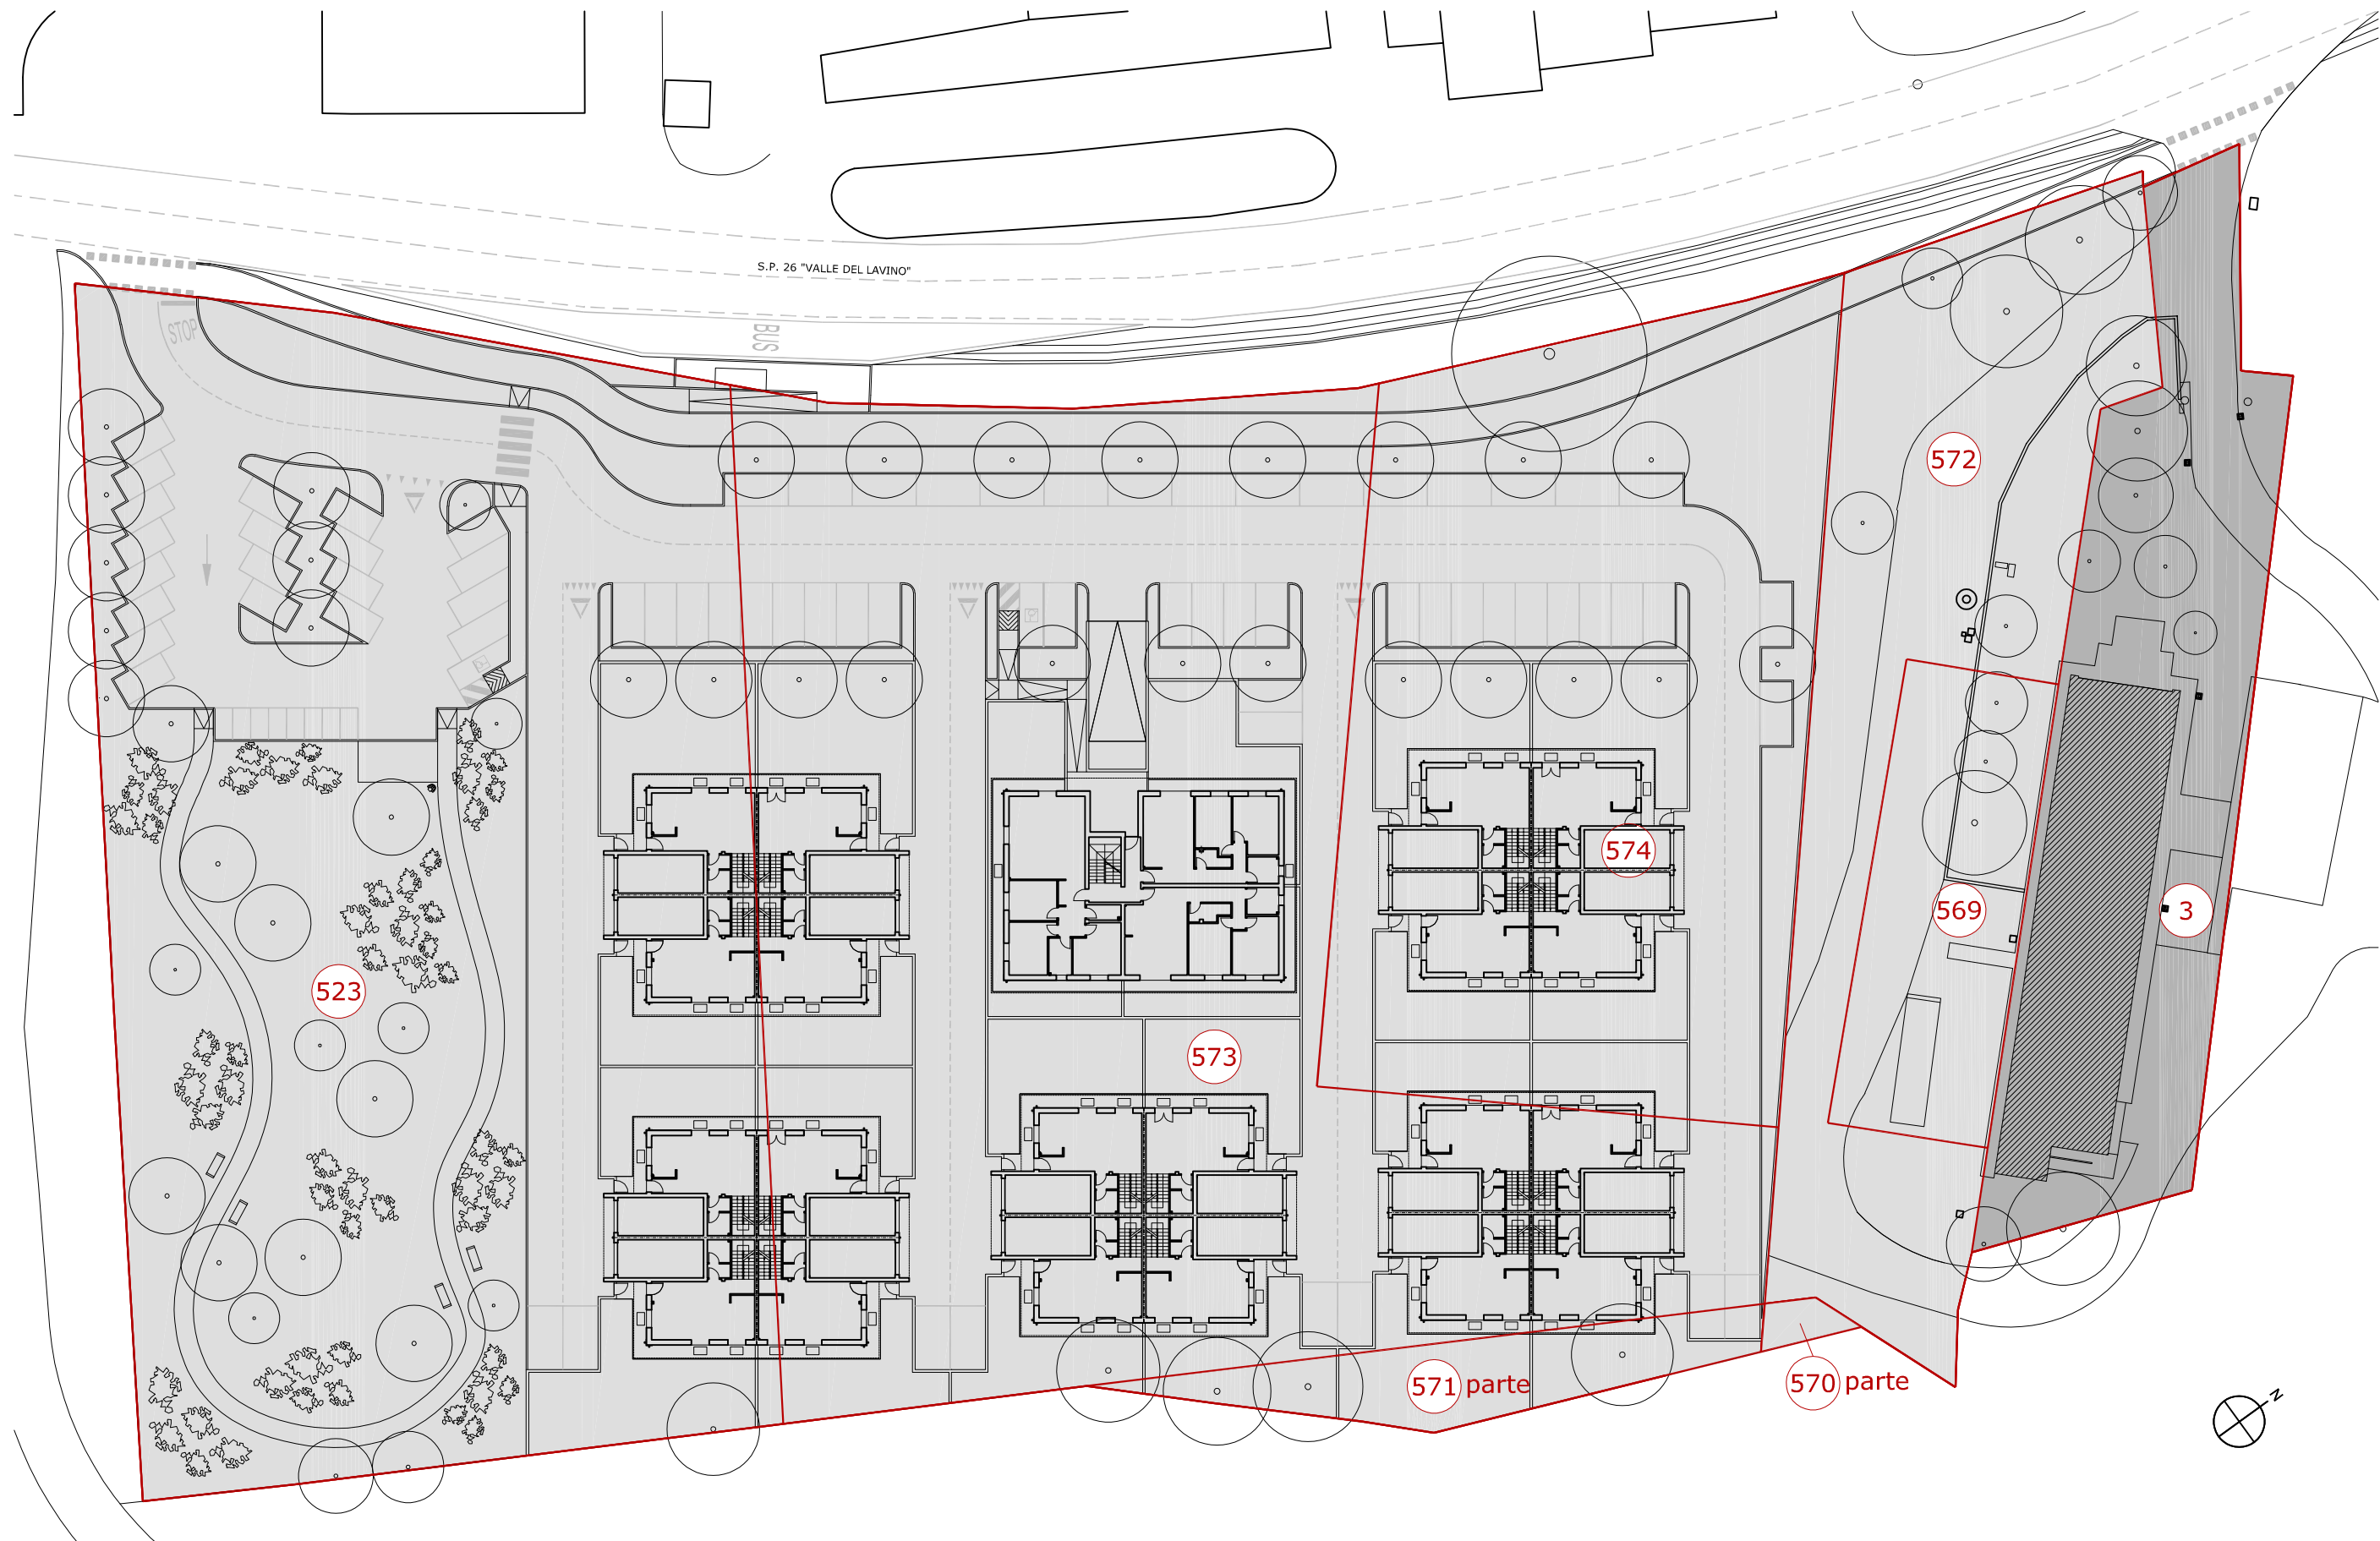 S.P. 26 "VALLE DEL LAVINO"
STOP
BUS
572
574
569
3
523
573
571 parte
570 parte
N